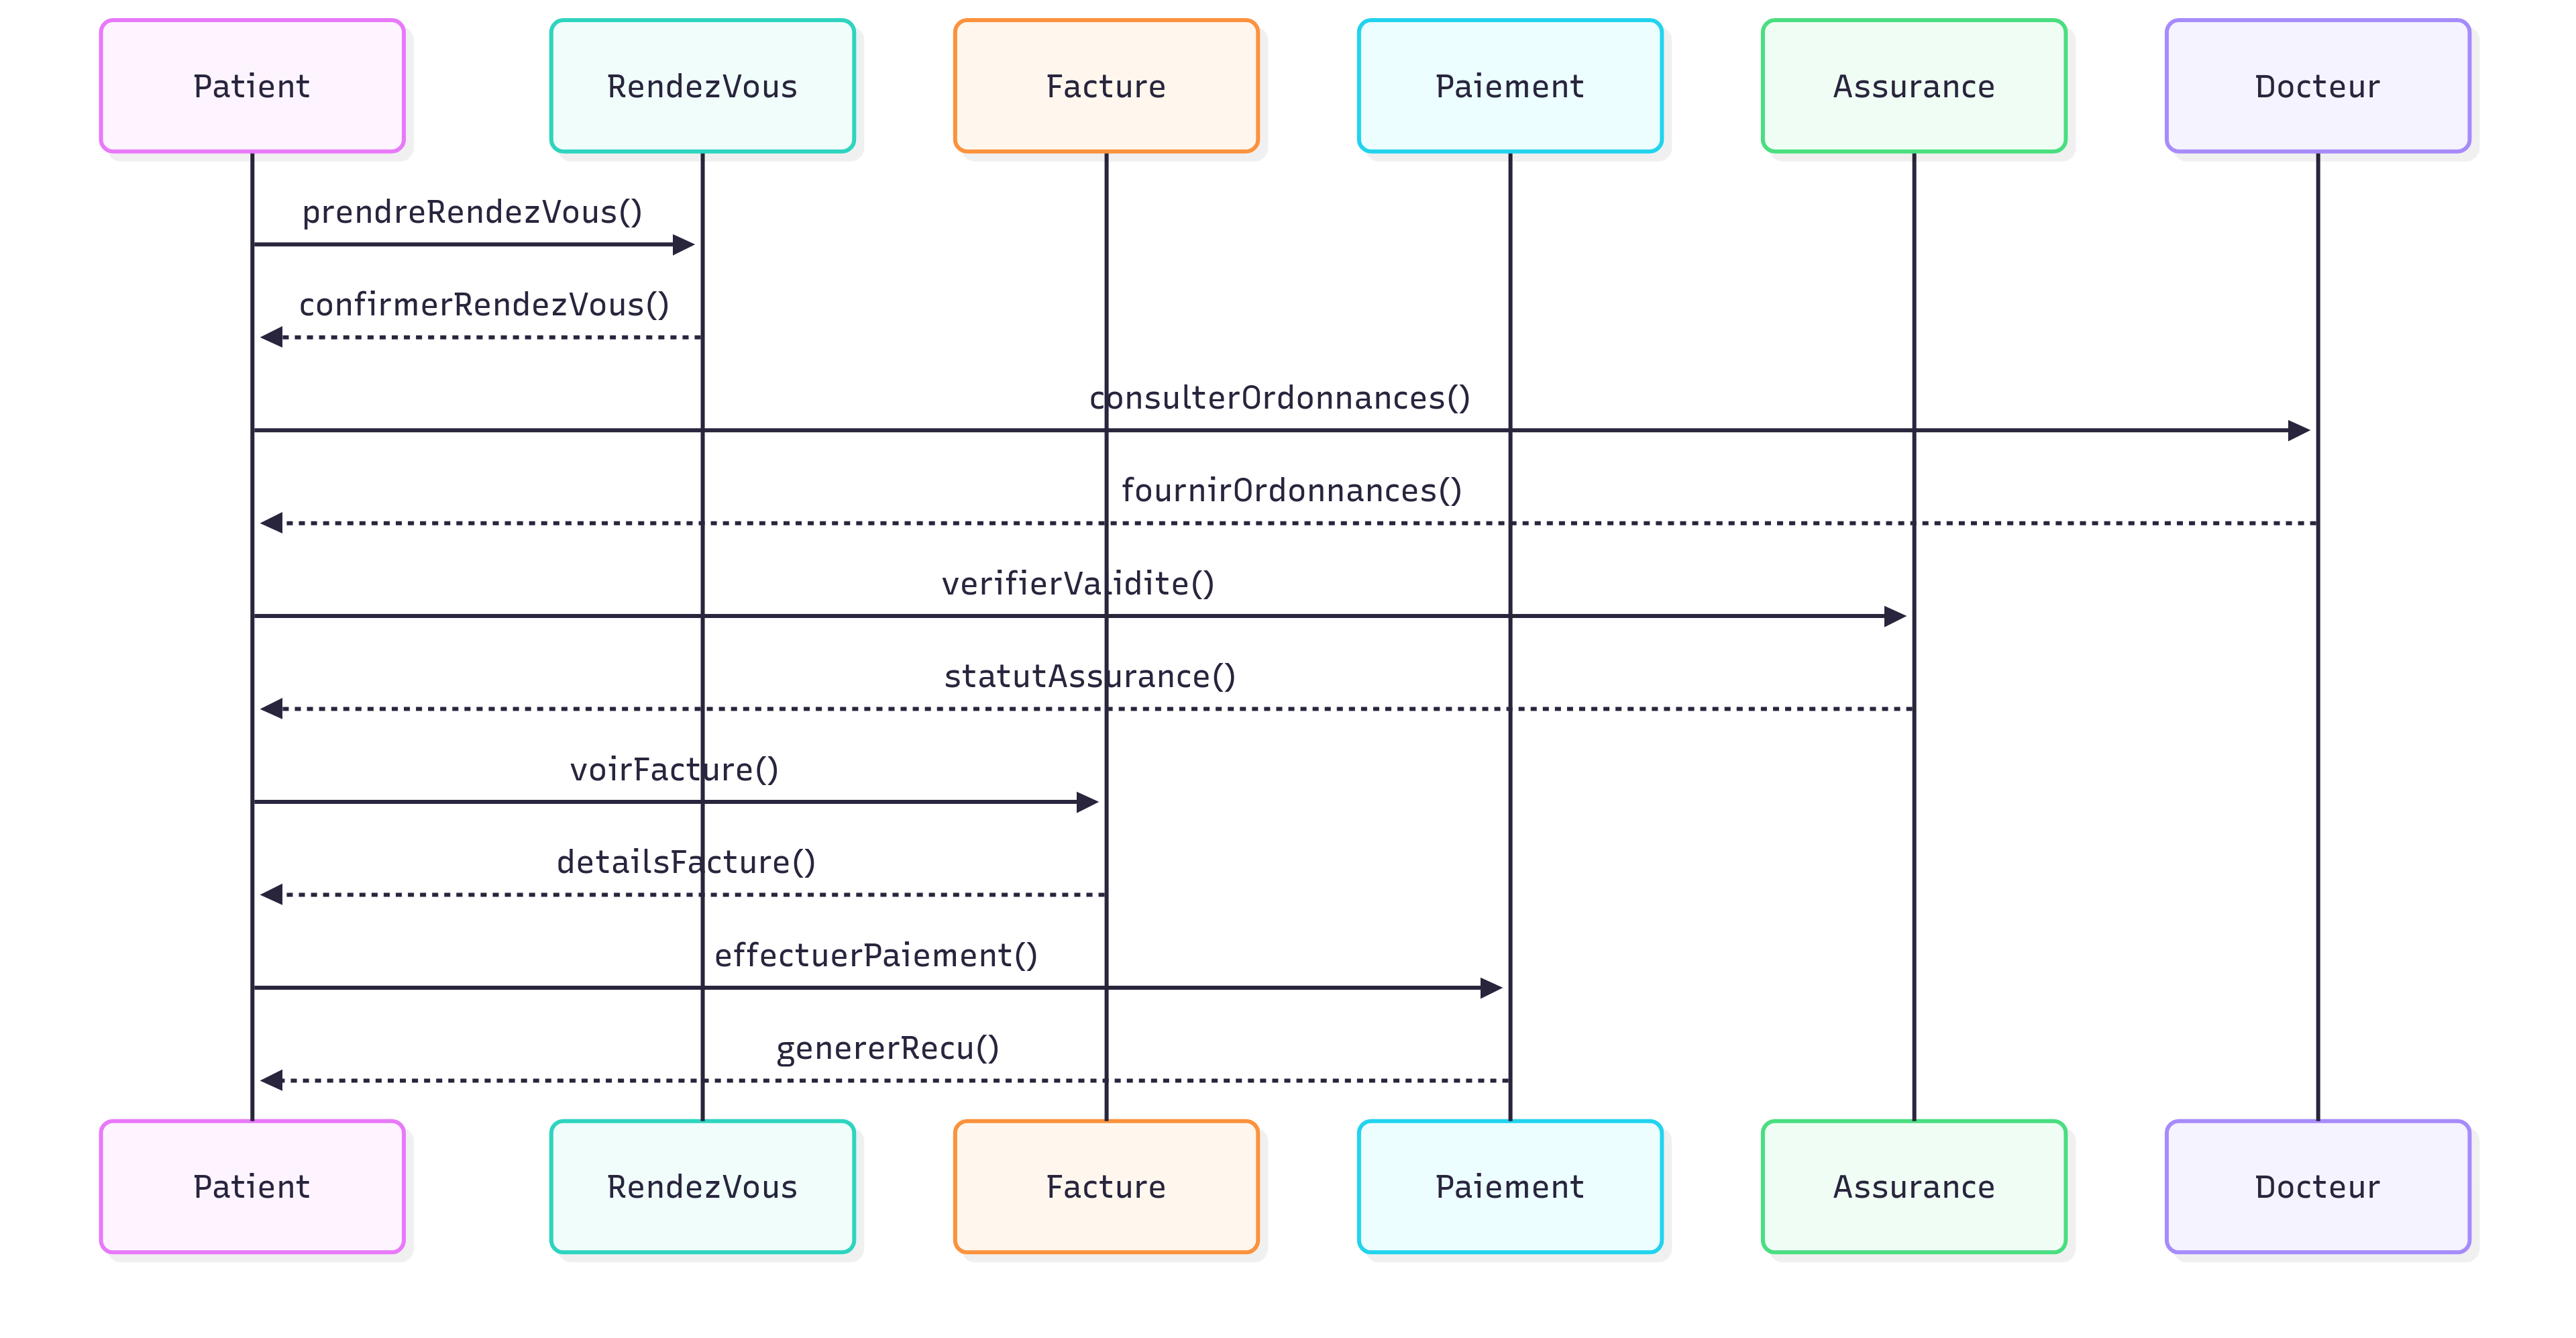 Patient
RendezVous
Facture
Paiement
Assurance
Docteur
prendreRendezVous()
confirmerRendezVous()
consulterOrdonnances()
fournirOrdonnances()
verifierValidite()
statutAssurance()
voirFacture()
detailsFacture()
effectuerPaiement()
genererRecu()
Patient
RendezVous
Facture
Paiement
Assurance
Docteur